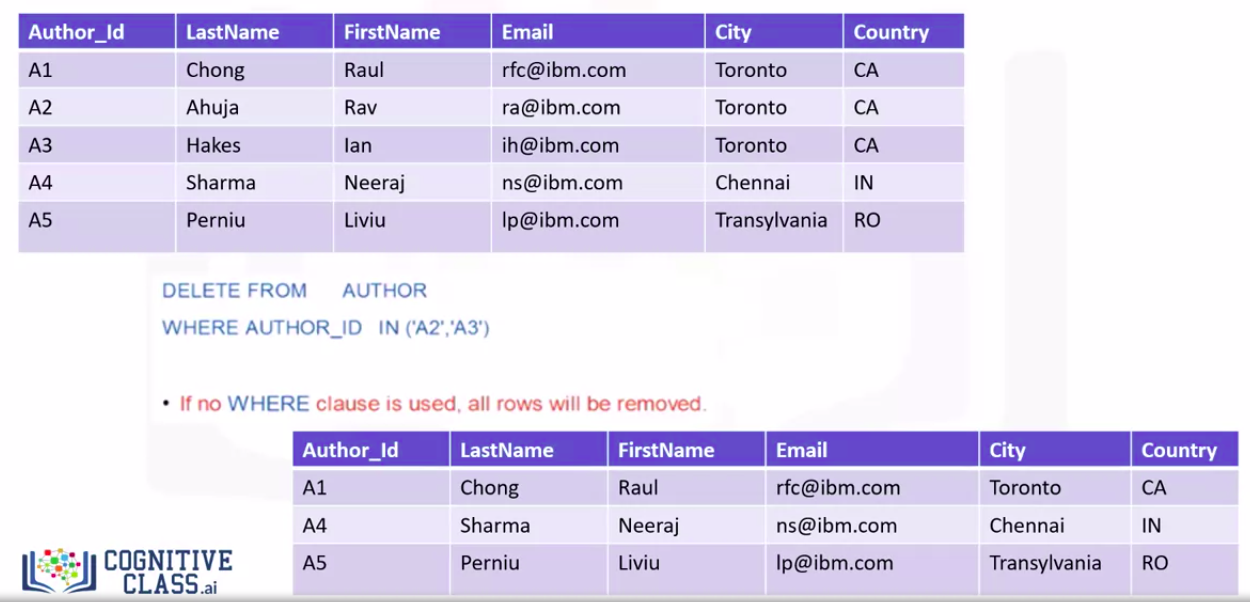 Author_Id LastName FirstName Email City Country
A1 Chong Raul rfc@ibm.com Toronto CA
A2 Ahuja Rav ra@ibm.com Toronto CA
A3 Hakes Ian ih@ibm.com Toronto CA
A4 Sharma Neeraj ns@ibm.com Chennai IN
A5 Perniu Liviu lp@ibm.com Transylvania RO
DELETE FROM AUTHOR
WHERE AUTHOR_ID IN ('A2','A3')
• If no WHERE clause is used, all rows will be removed.
Author_Id LastName FirstName Email City Country
A1 Chong Raul rfc@ibm.com Toronto CA
A4 Sharma Neeraj ns@ibm.com Chennai IN
A5 Perniu Liviu lp@ibm.com Transylvania RO
COGNITIVE
CLASS.ai